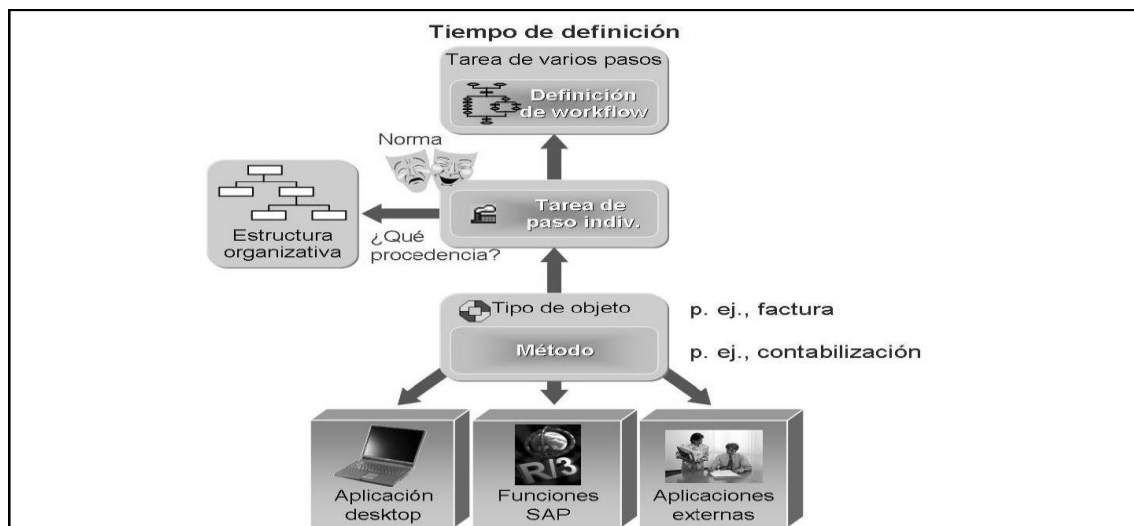 Tiempo de definición
Tarea de varios pasos
Definición
de workflow
Norma
Tarea de
paso indiv.
Estructura
organizativa
¿Qué
procedencia?
Tipo de objeto
p. ej., factura
Método
p. ej., contabilización
R/3
Aplicación
desktop
Funciones
SAP
Aplicaciones
externas